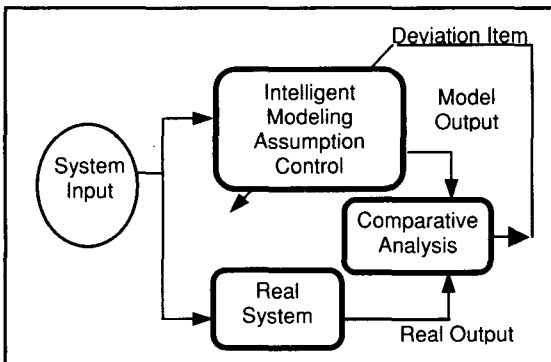 Deviation Item
Intelligent
Modeling
Assumption
Control
Model
Output
System
Input
Comparative
Analysis
Real
System
Real Output